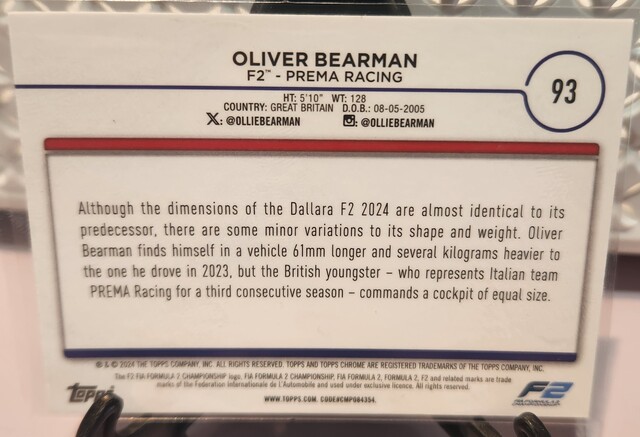 OLIVER BEARMAN
F2™ - PREMA RACING
93
HT: 5'10" WT: 128
COUNTRY: GREAT BRITAIN D.O.B.: 08-05-2005
X: @OLLIEBEARMAN : @OLLIEBEARMAN
Although the dimensions of the Dallara F2 2024 are almost identical to its
predecessor, there are some minor variations to its shape and weight. Oliver
Bearman finds himself in a vehicle 61mm longer and several kilograms heavier to
the one he drove in 2023, but the British youngster – who represents Italian team
PREMA Racing for a third consecutive season – commands a cockpit of equal size.
® & © 2024 THE TOPPS COMPANY, INC. ALL RIGHTS RESERVED. TOPPS AND TOPPS CHROME ARE REGISTERED TRADEMARKS OF THE TOPPS COMPANY, INC.
The F2 FIA FORMULA 2 CHAMPIONSHIP logo, FIA FORMULA 2 CHAMPIONSHIP, FIA FORMULA 2, FORMULA 2, F2 and related marks are trade
marks of the Federation Internationale de l'Automobile and used under exclusive licence. All rights reserved.
Topps
WWW.TOPPS.COM. CODE#CMP084354.
F2